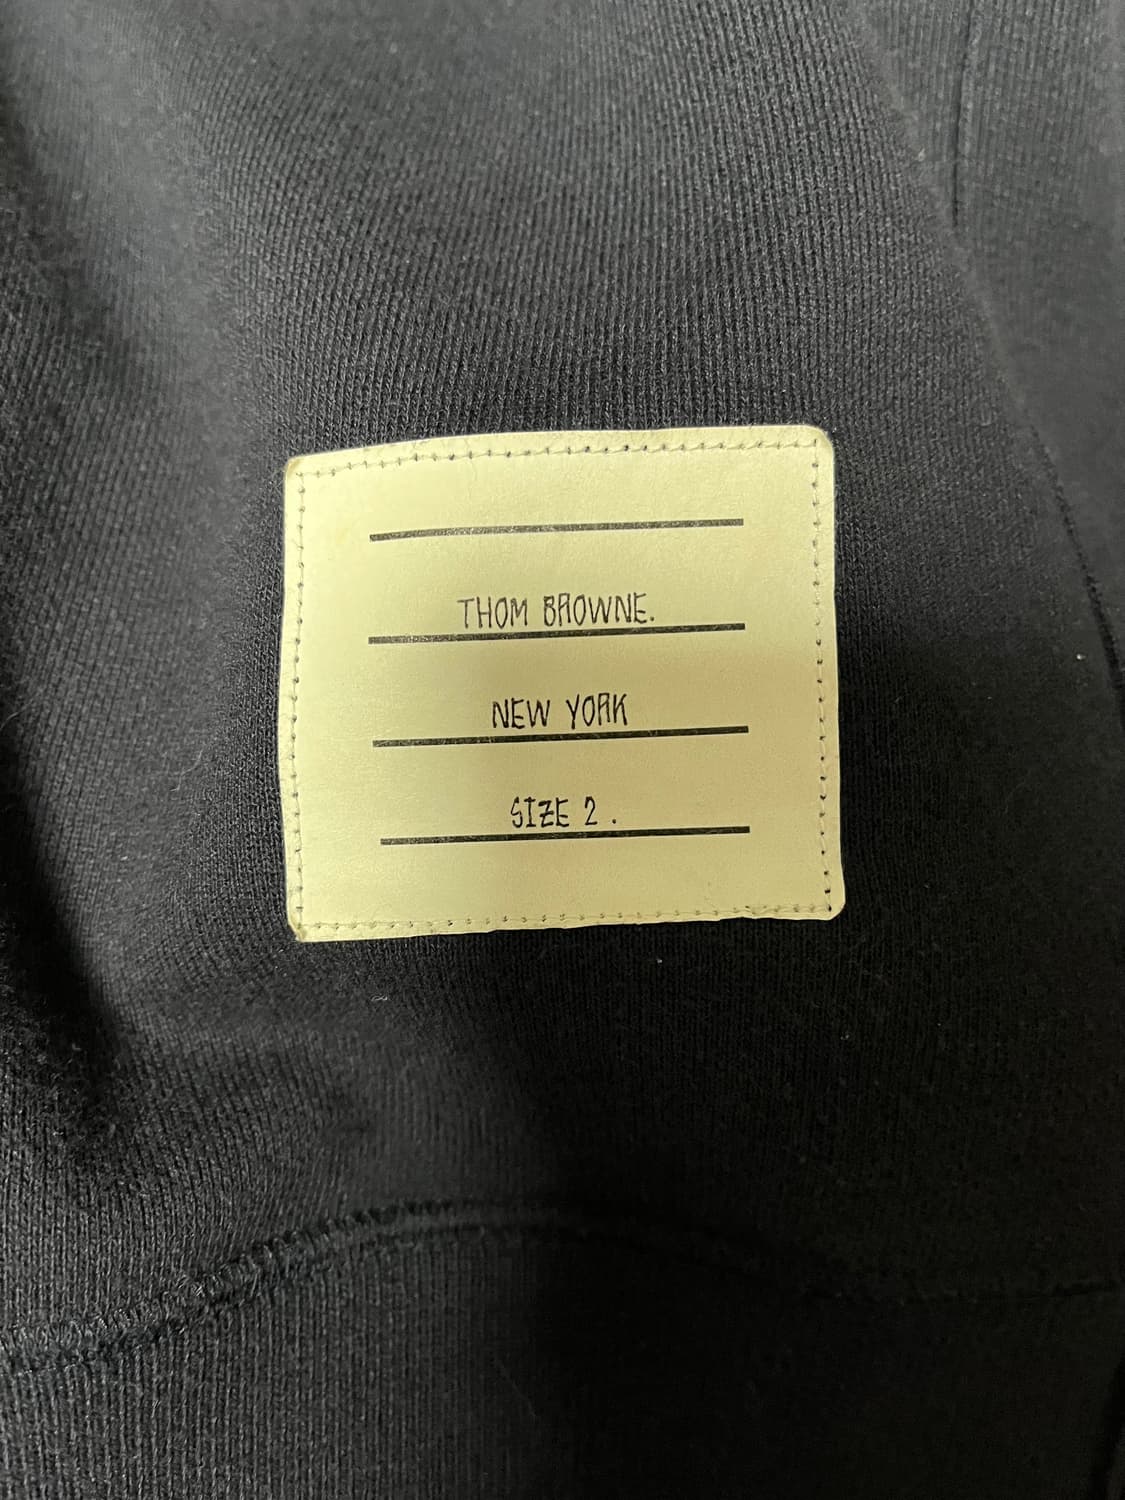 THOM BROWNE.
NEW YORK
SIZE 2 .